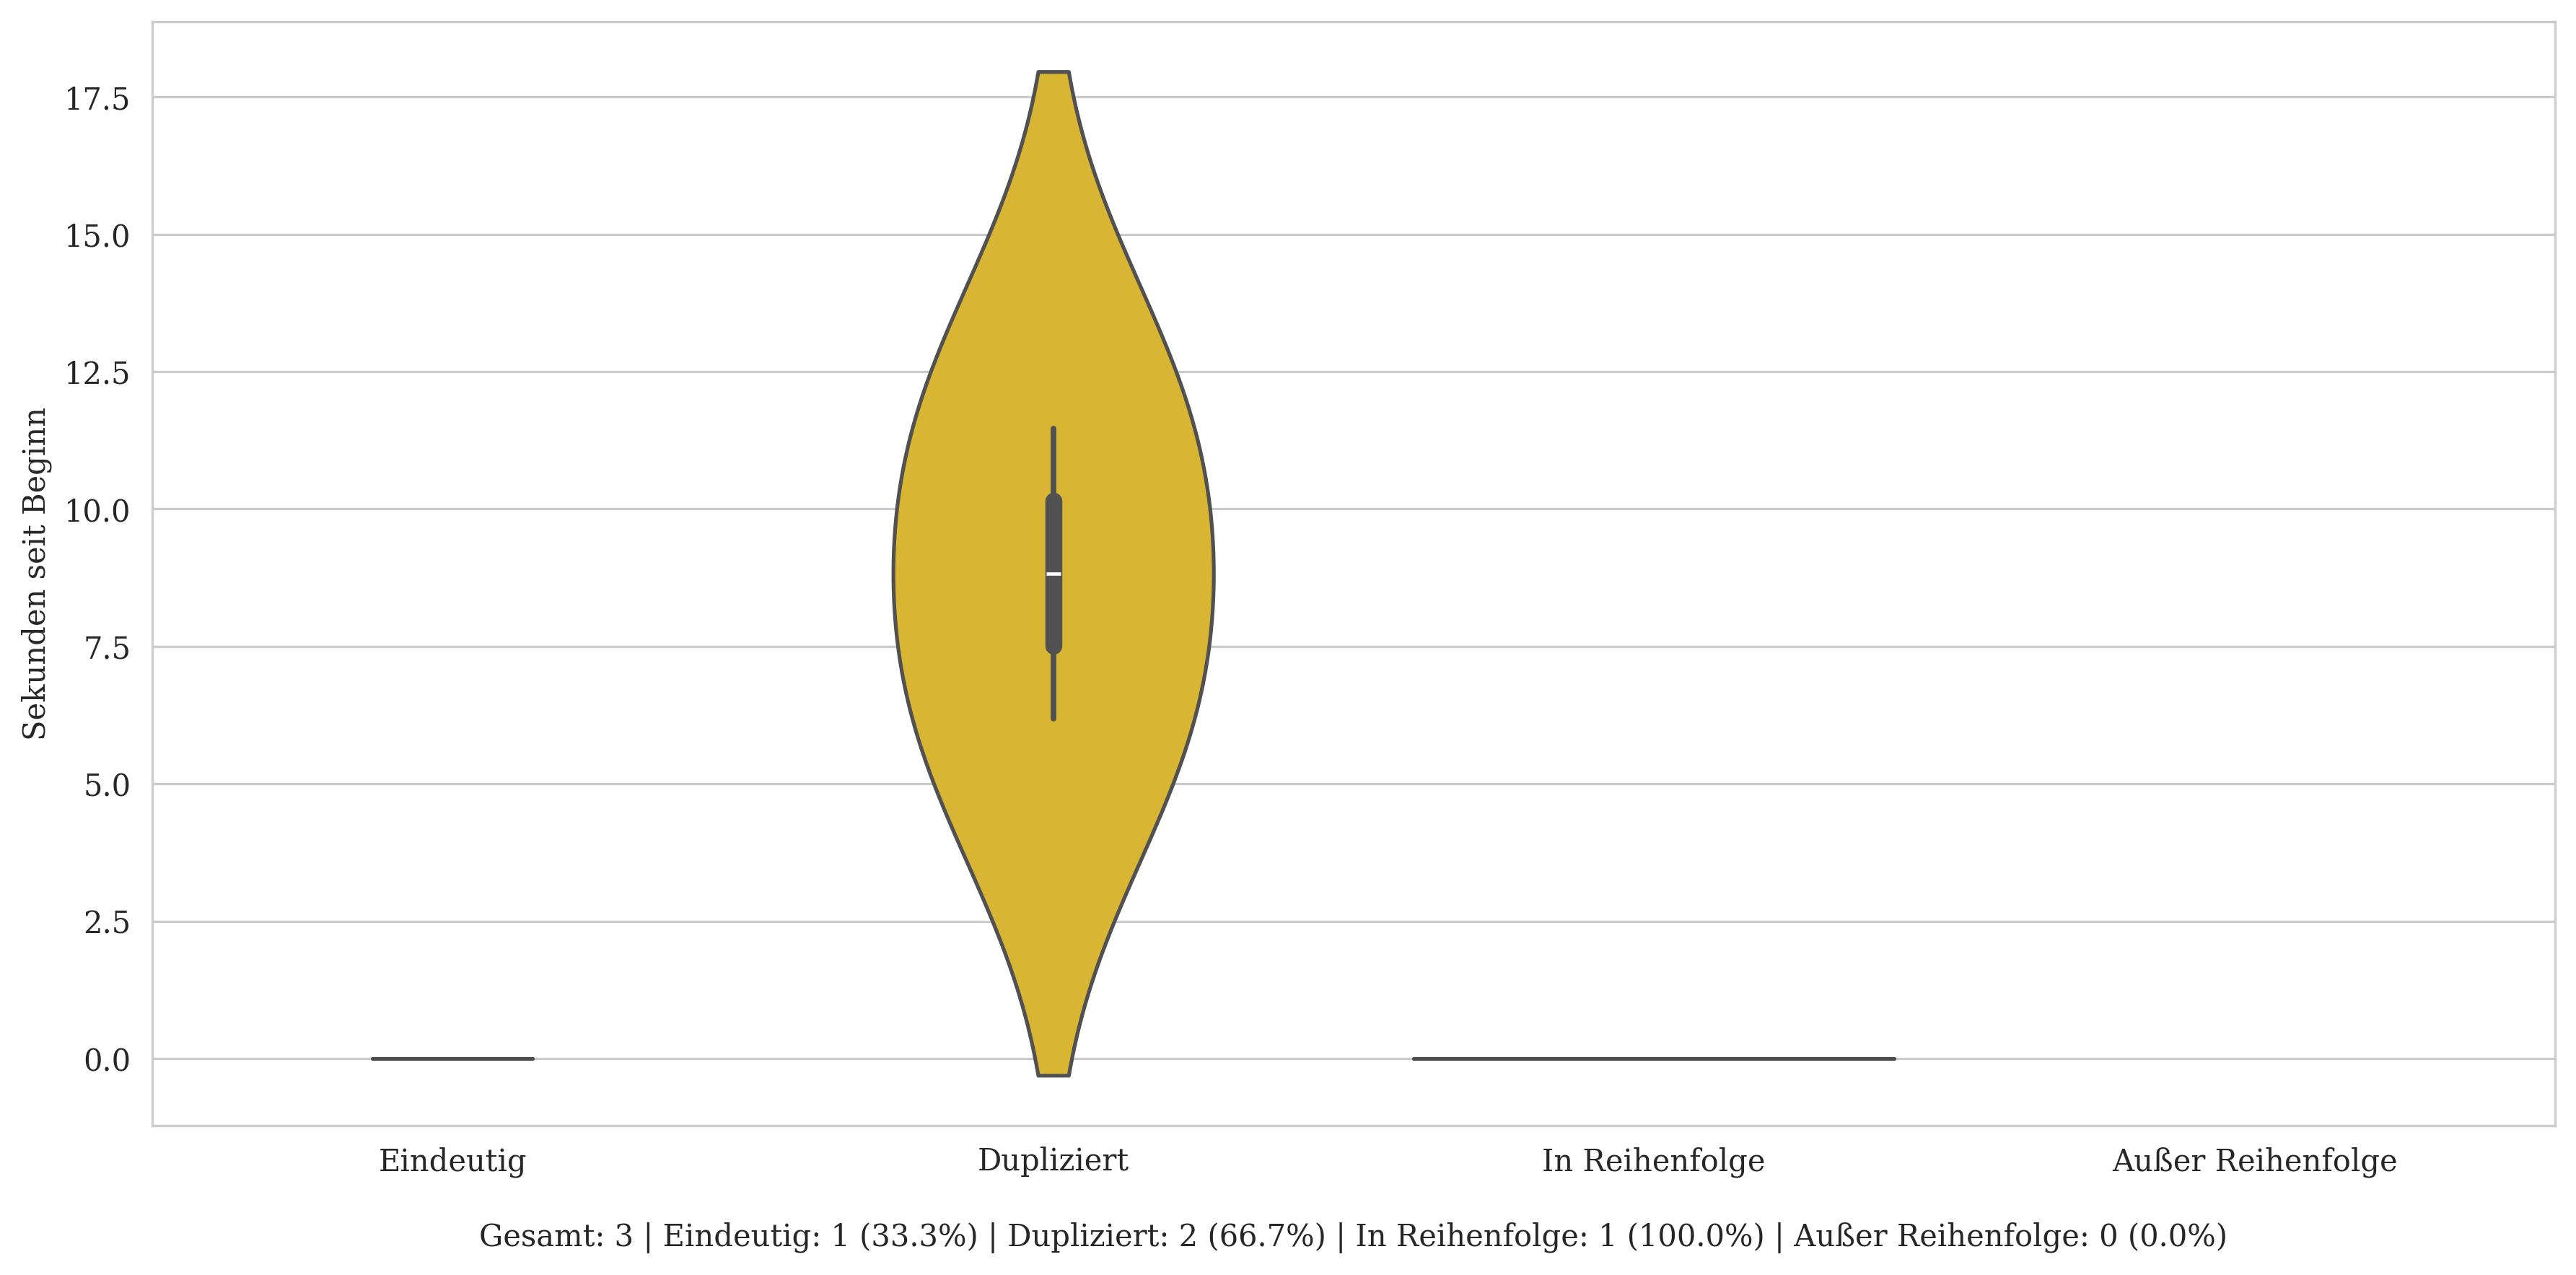 Sekunden seit Beginn
17.5
15.0
12.5
10.0
7.5
5.0
2.5
0.0
Eindeutig Dupliziert In Reihenfolge Außer Reihenfolge
Gesamt: 3 | Eindeutig: 1 (33.3%) | Dupliziert: 2 (66.7%) | In Reihenfolge: 1 (100.0%) | Außer Reihenfolge: 0 (0.0%)